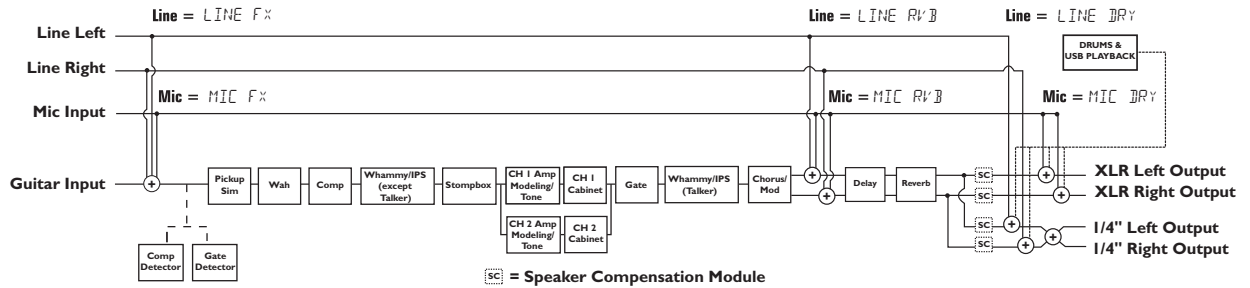 Line = LINE FX
Line = LINE RVB
Line = LINE DRY
Line Left
DRUMS &
USB PLAYBACK
Line Right
Mic = MIC FX
Mic = MIC RVB
Mic = MIC DRY
Mic Input
Guitar Input
+
Pickup
Sim
Wah
Comp
Whammy/IPS
(except
Talker)
Stompbox
CH 1 Amp
Modeling/
Tone
CH 1
Cabinet
CH 2 Amp
Modeling/
Tone
CH 2
Cabinet
Gate
Whammy/IPS
(Talker)
Chorus/
Mod
+
+
Delay
Reverb
SC
+
XLR Left Output
SC
+
XLR Right Output
SC
+
+
1/4" Left Output
SC
+
1/4" Right Output
Comp
Detector
Gate
Detector
SC = Speaker Compensation Module